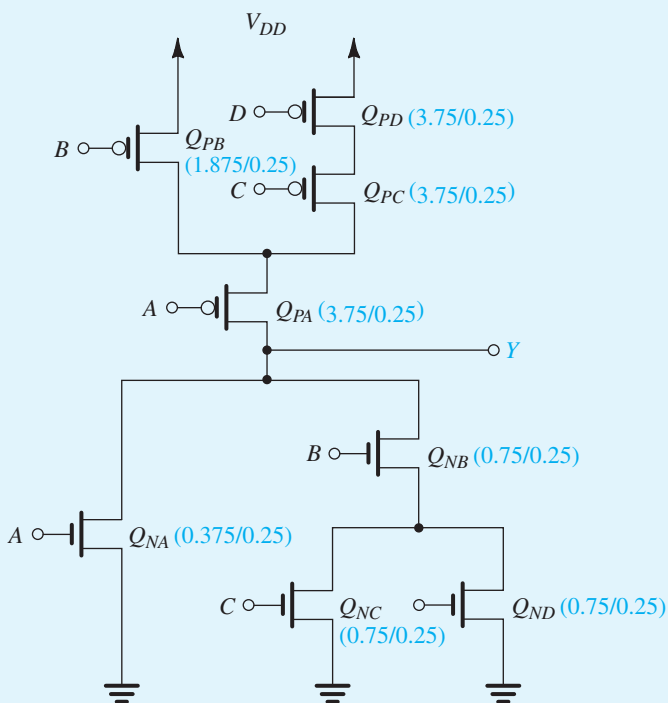 V_DD
D
Q_PD (3.75/0.25)
B
Q_PB
(1.875/0.25)
C
Q_PC (3.75/0.25)
A
Q_PA (3.75/0.25)
Y
B
Q_NB (0.75/0.25)
A
Q_NA (0.375/0.25)
C
Q_NC
(0.75/0.25)
Q_ND (0.75/0.25)